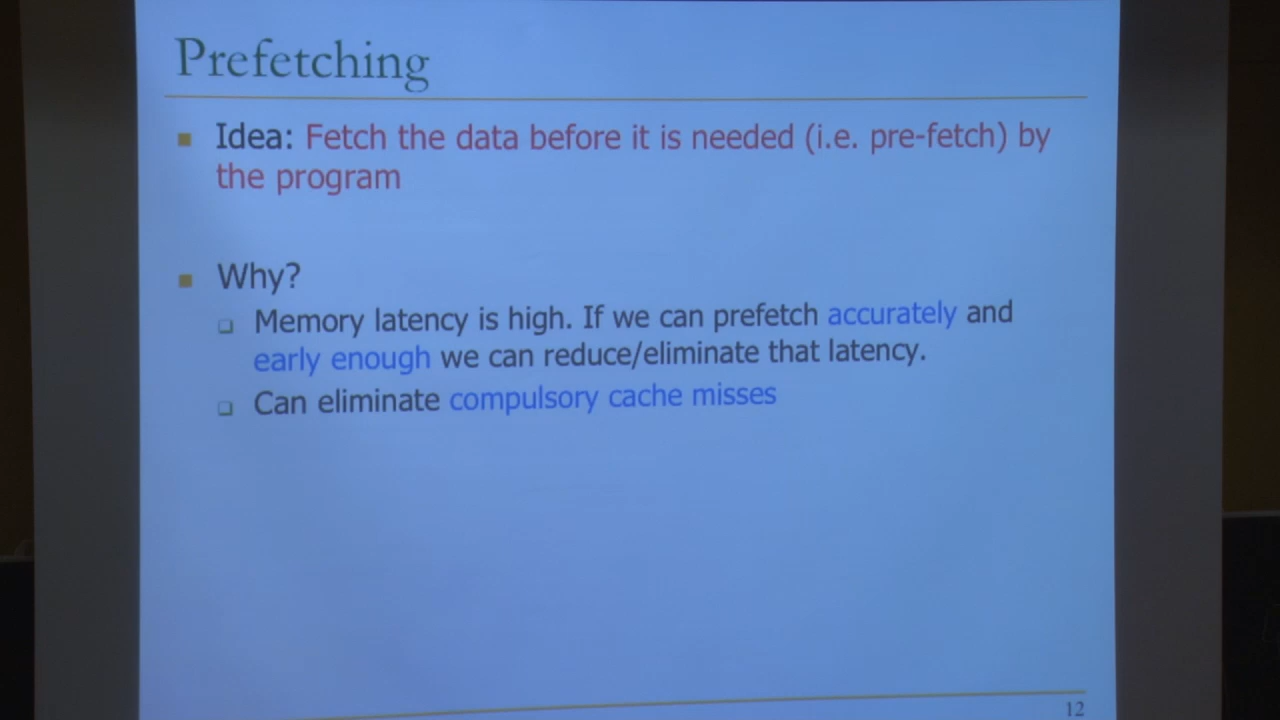 Prefetching
Idea: Fetch the data before it is needed (i.e. pre-fetch) by
the program
Why?
Memory latency is high. If we can prefetch accurately and
early enough we can reduce/eliminate that latency.
Can eliminate compulsory cache misses
12